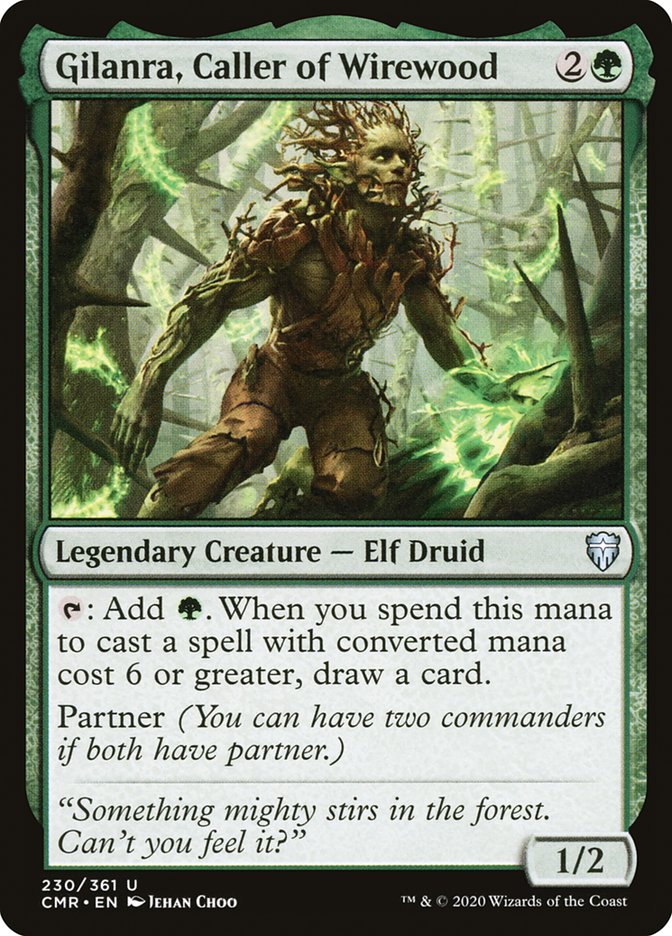 Gilanra, Caller of Wirewood 2
Legendary Creature — Elf Druid
: Add . When you spend this mana
to cast a spell with converted mana
cost 6 or greater, draw a card.
Partner (You can have two commanders
if both have partner.)
“Something mighty stirs in the forest.
Can’t you feel it?”
1/2
230/361 U
CMR • EN Jehan Choo
™ & © 2020 Wizards of the Coast